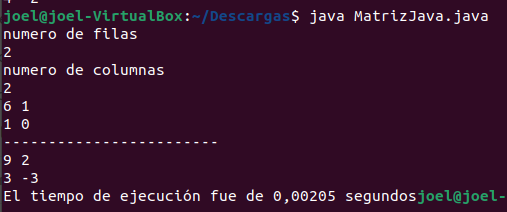 joel@joel-VirtualBox:~/Descargas$ java MatrizJava.java
numero de filas
2
numero de columnas
2
6 1
1 0
------------------------
9 2
3 -3
El tiempo de ejecución fue de 0,00205 segundosjoel@joel-